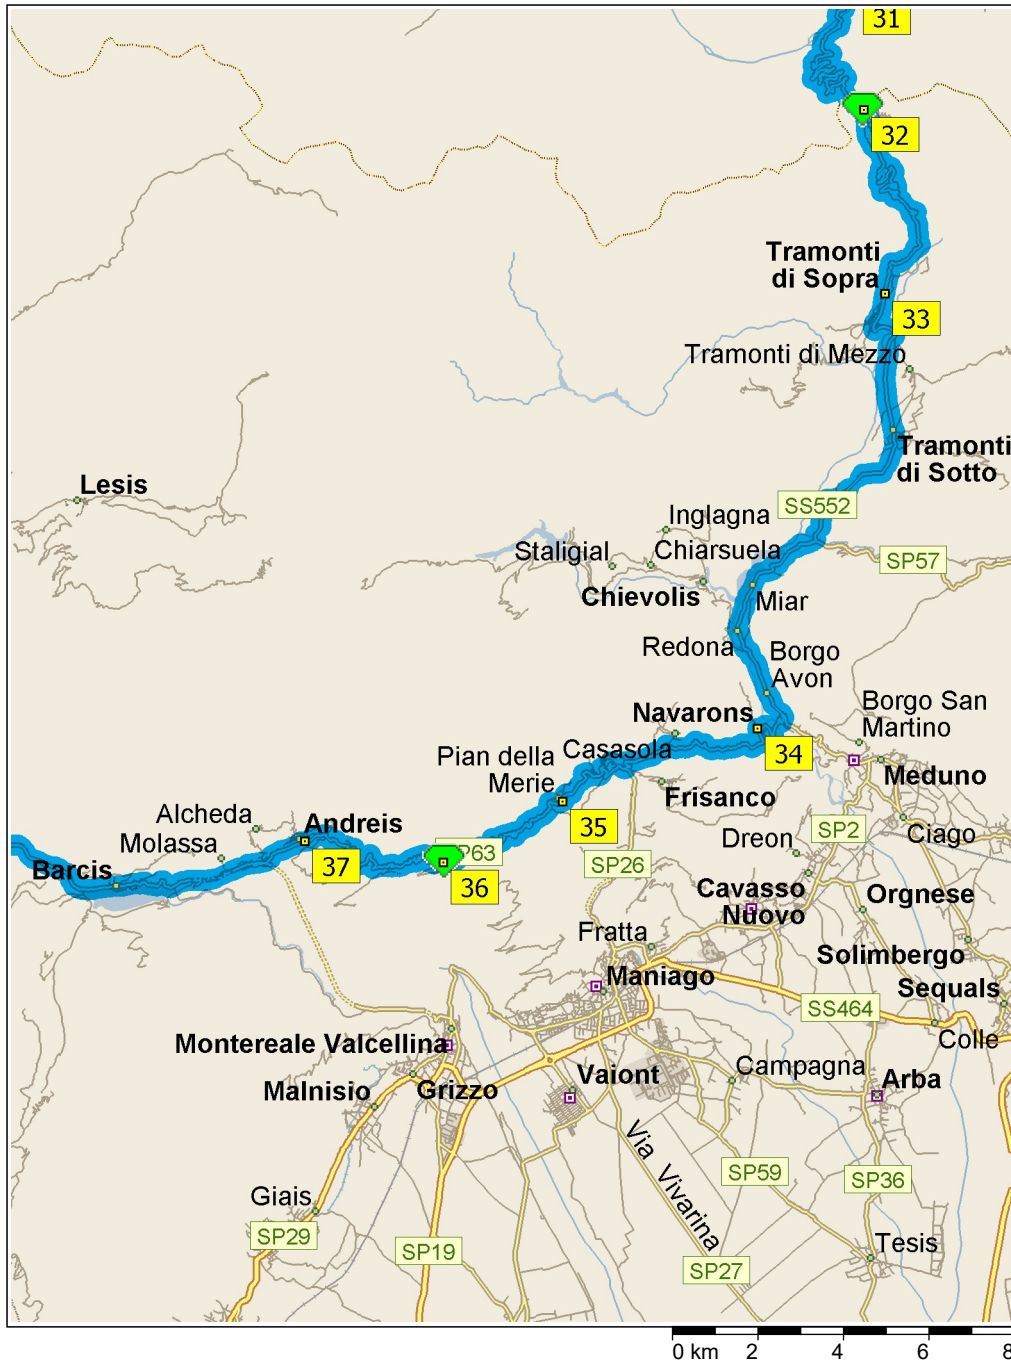 31
32
Tramonti
di Sopra
33
Tramonti di Mezzo
Tramonti
di Sotto
Lesis
SS552
Inglagna
Staligial
Chiarsuela
SP57
Chievolis
Miar
Redona
Borgo
Avon
Navarons
Borgo San
Martino
34
Pian della
Merie
Casasola
Meduno
Frisanco
Alcheda
Andreis
35
SP2
Ciago
Molassa
Dreon
37
P63
SP26
Barcis
36
Cavasso
Nuovo
Orgnese
Fratta
Solimbergo
Maniago
Sequals
SS464
Montereale Valcellina
Colle
Malnisio
Grizzo
Vaiont
Campagna
Arba
Via Vivarina
SP59
SP36
Giais
SP29
SP19
Tesis
SP27
0 km 2 4 6 8